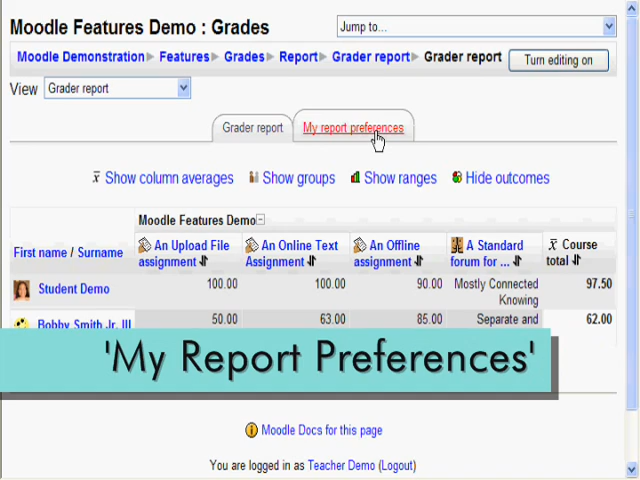 Moodle Features Demo : Grades
Jump to...
Moodle Demonstration Features Grades Report Grader report Grader report
Turn editing on
View Grader report
Grader report My report preferences
Show column averages Show groups Show ranges Hide outcomes
Moodle Features Demo
First name / Surname An Upload File assignment An Online Text Assignment An Offline assignment A Standard forum for ... x̄ Course total
Student Demo 100.00 100.00 90.00 Mostly Connected Knowing 97.50
Bobby Smith Jr. III 50.00 63.00 85.00 Separate and 62.00
'My Report Preferences'
Moodle Docs for this page
You are logged in as Teacher Demo (Logout)